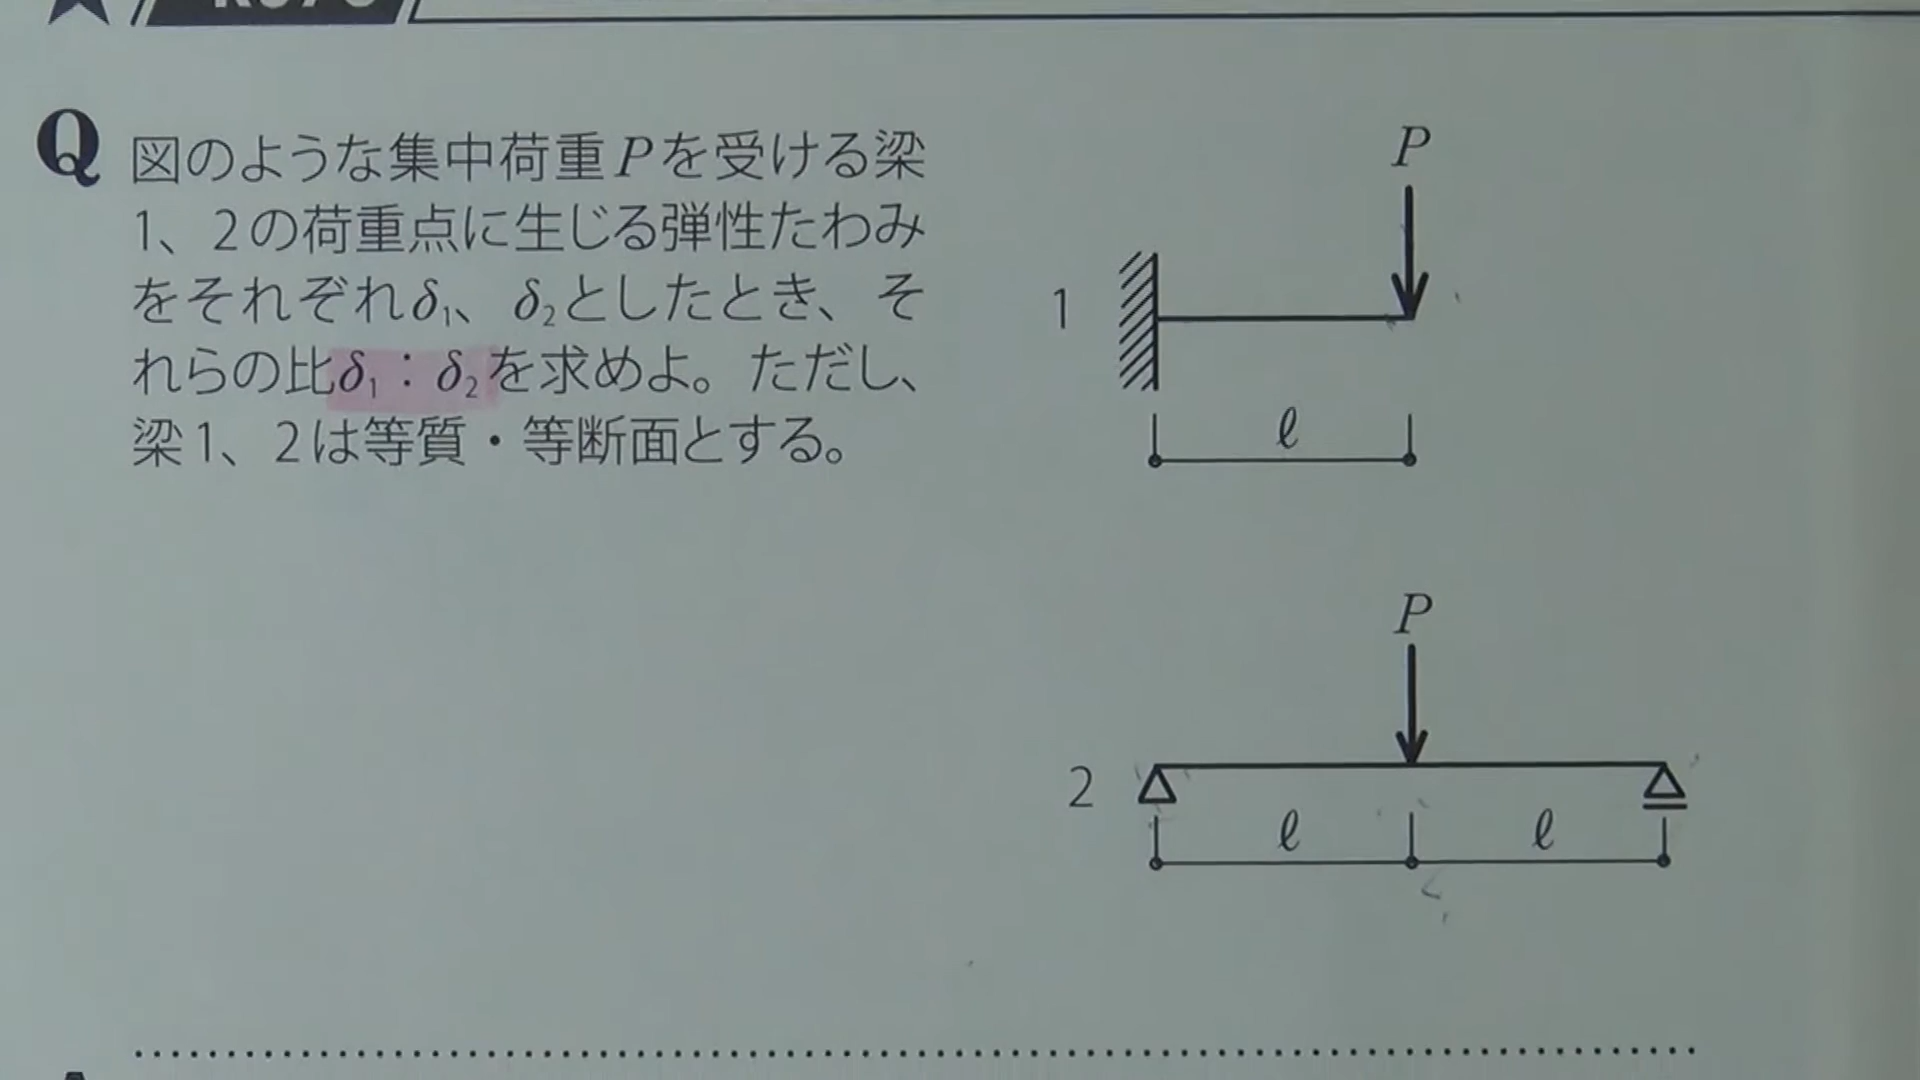 Q 図のような集中荷重Pを受ける梁
1、2の荷重点に生じる弾性たわみ
をそれぞれδ₁、δ₂としたとき、そ
れらの比δ₁：δ₂を求めよ。ただし、
梁1、2は等質・等断面とする。
P
1
ℓ
P
2
ℓ ℓ